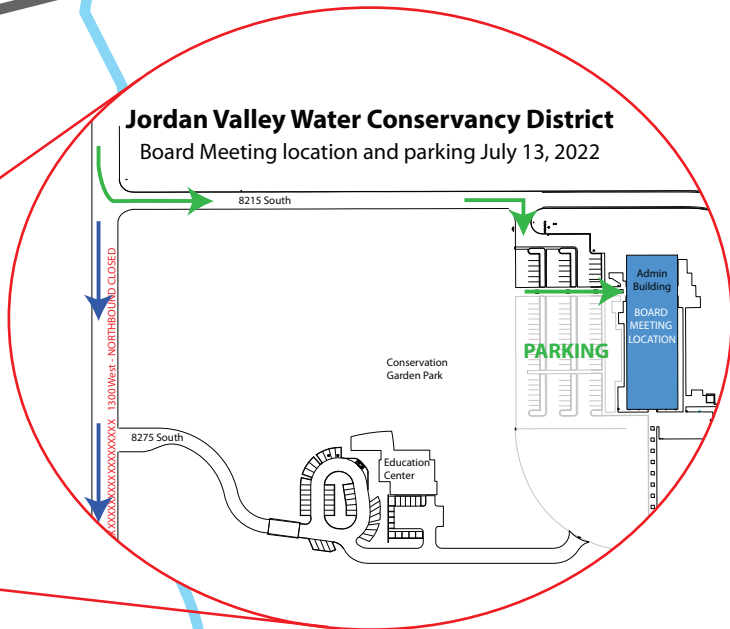 Jordan Valley Water Conservancy District
Board Meeting location and parking July 13, 2022
8215 South
1300 West - NORTHBOUND CLOSED
Admin
Building
BOARD
MEETING
LOCATION
PARKING
Conservation
Garden Park
8275 South
Education
Center